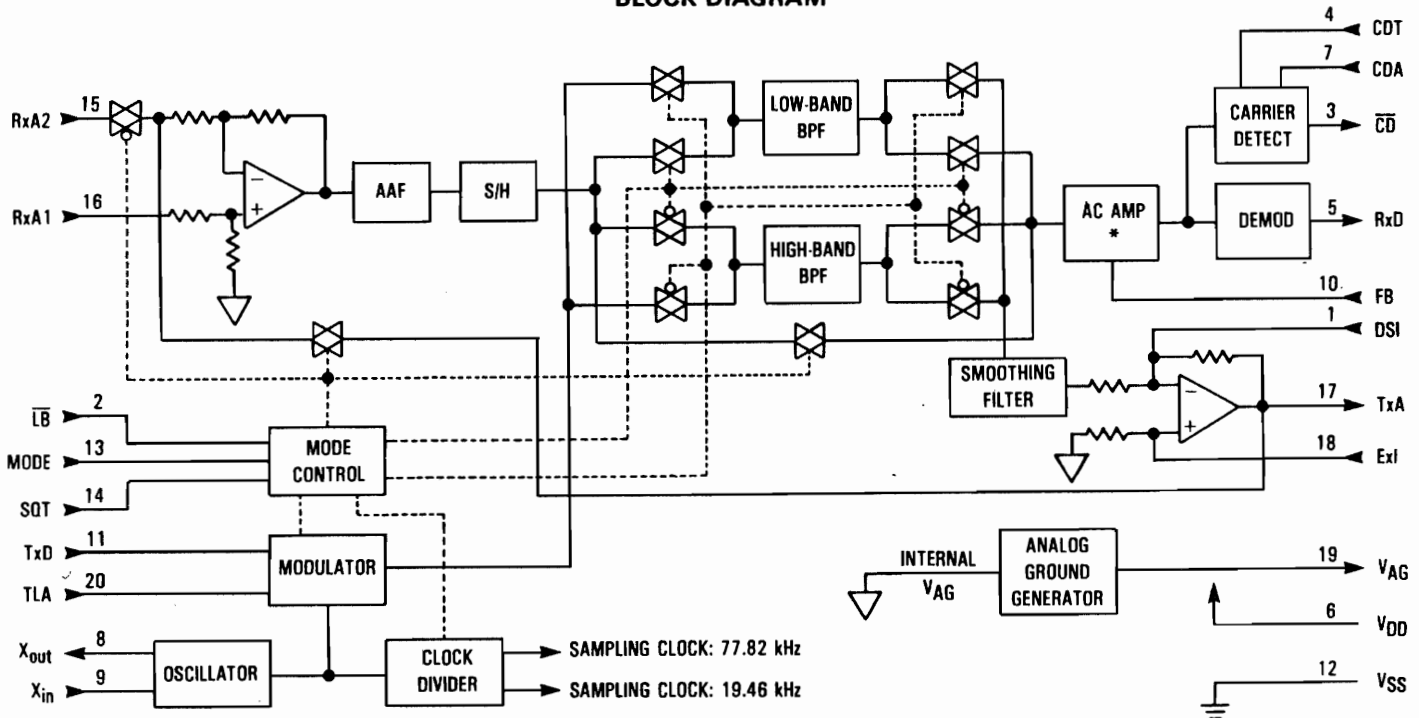 BLOCK DIAGRAM
4
CDT
7
CDA
3
CD
CARRIER
DETECT
RxA2
15
RxA1
16
−
+
AAF
S/H
LOW-BAND
BPF
HIGH-BAND
BPF
AC AMP
*
DEMOD
5
RxD
10
FB
1
DSI
SMOOTHING
FILTER
−
+
17
TxA
18
ExI
LB
2
MODE
13
SQT
14
MODE
CONTROL
TxD
11
TLA
20
MODULATOR
Xout
8
Xin
9
OSCILLATOR
CLOCK
DIVIDER
SAMPLING CLOCK: 77.82 kHz
SAMPLING CLOCK: 19.46 kHz
INTERNAL
VAG
ANALOG
GROUND
GENERATOR
19
VAG
6
VDD
12
VSS